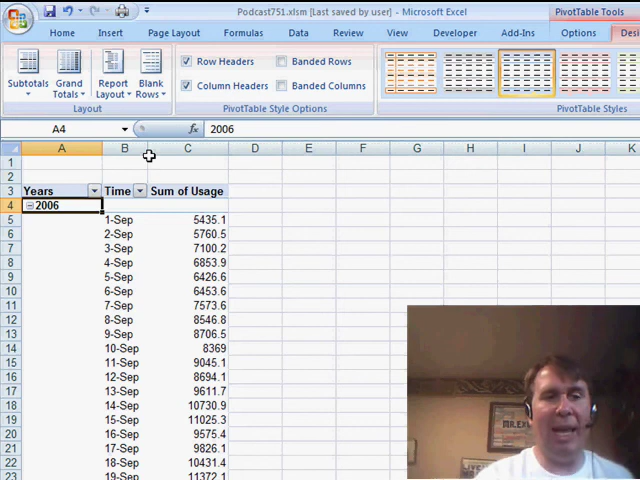 Podcast751.xlsm [Last saved by user] - Microsoft Excel
PivotTable Tools
Home Insert Page Layout Formulas Data Review View Developer Add-Ins Options Desi
Subtotals Grand Totals Report Layout Blank Rows
Layout
Row Headers Banded Rows
Column Headers Banded Columns
PivotTable Style Options
PivotTable Styles
A4 fx 2006
A B C D E F G H I J K
1
2
3 Years Time Sum of Usage
4 2006
5 1-Sep 5435.1
6 2-Sep 5760.5
7 3-Sep 7100.2
8 4-Sep 6853.9
9 5-Sep 6426.6
10 6-Sep 6453.6
11 7-Sep 7573.6
12 8-Sep 8546.8
13 9-Sep 8706.5
14 10-Sep 8369
15 11-Sep 9045.1
16 12-Sep 8694.1
17 13-Sep 9611.7
18 14-Sep 10730.9
19 15-Sep 11025.3
20 16-Sep 9575.4
21 17-Sep 9826.1
22 18-Sep 10431.4
23 19-Sep 11372.1
MR.EX